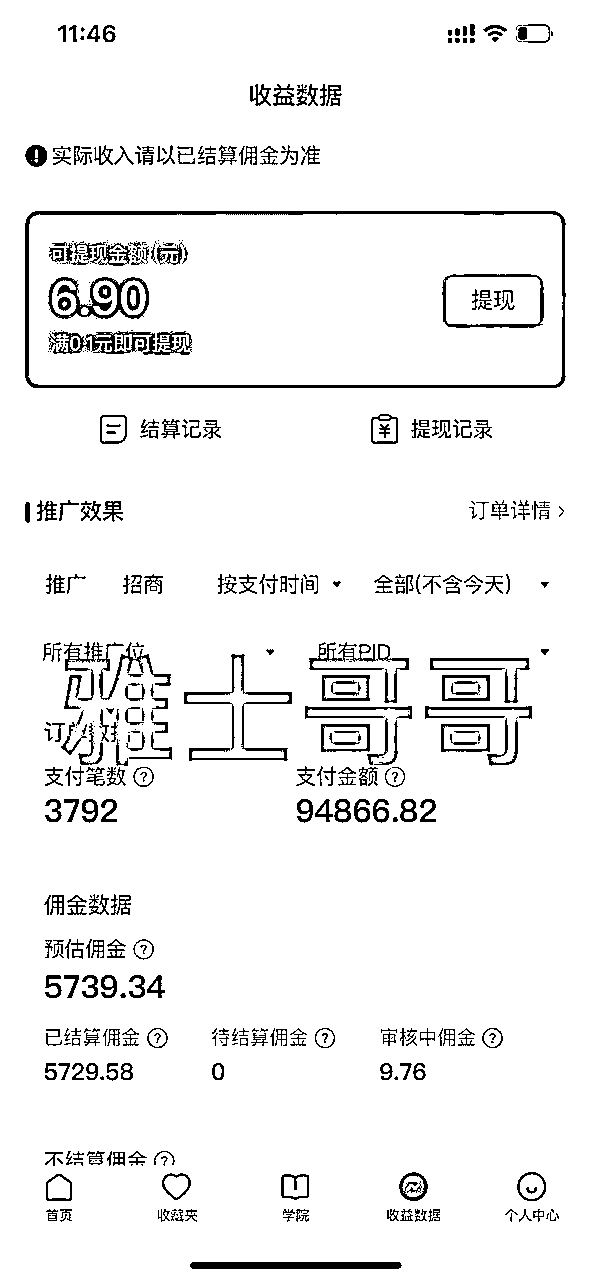 11:46
收益数据
实际收入请以已结算佣金为准
可提现金额(元)
6.90
提现
满0.1元即可提现
结算记录
提现记录
推广效果
订单详情
推广
招商
按支付时间
全部(不含今天)
所有推广位
所有PID
雅士哥哥
支付笔数
支付金额
3792
94866.82
佣金数据
预估佣金
5739.34
已结算佣金
待结算佣金
审核中佣金
5729.58
0
9.76
不结算佣金
首页
收藏夹
学院
收益数据
个人中心